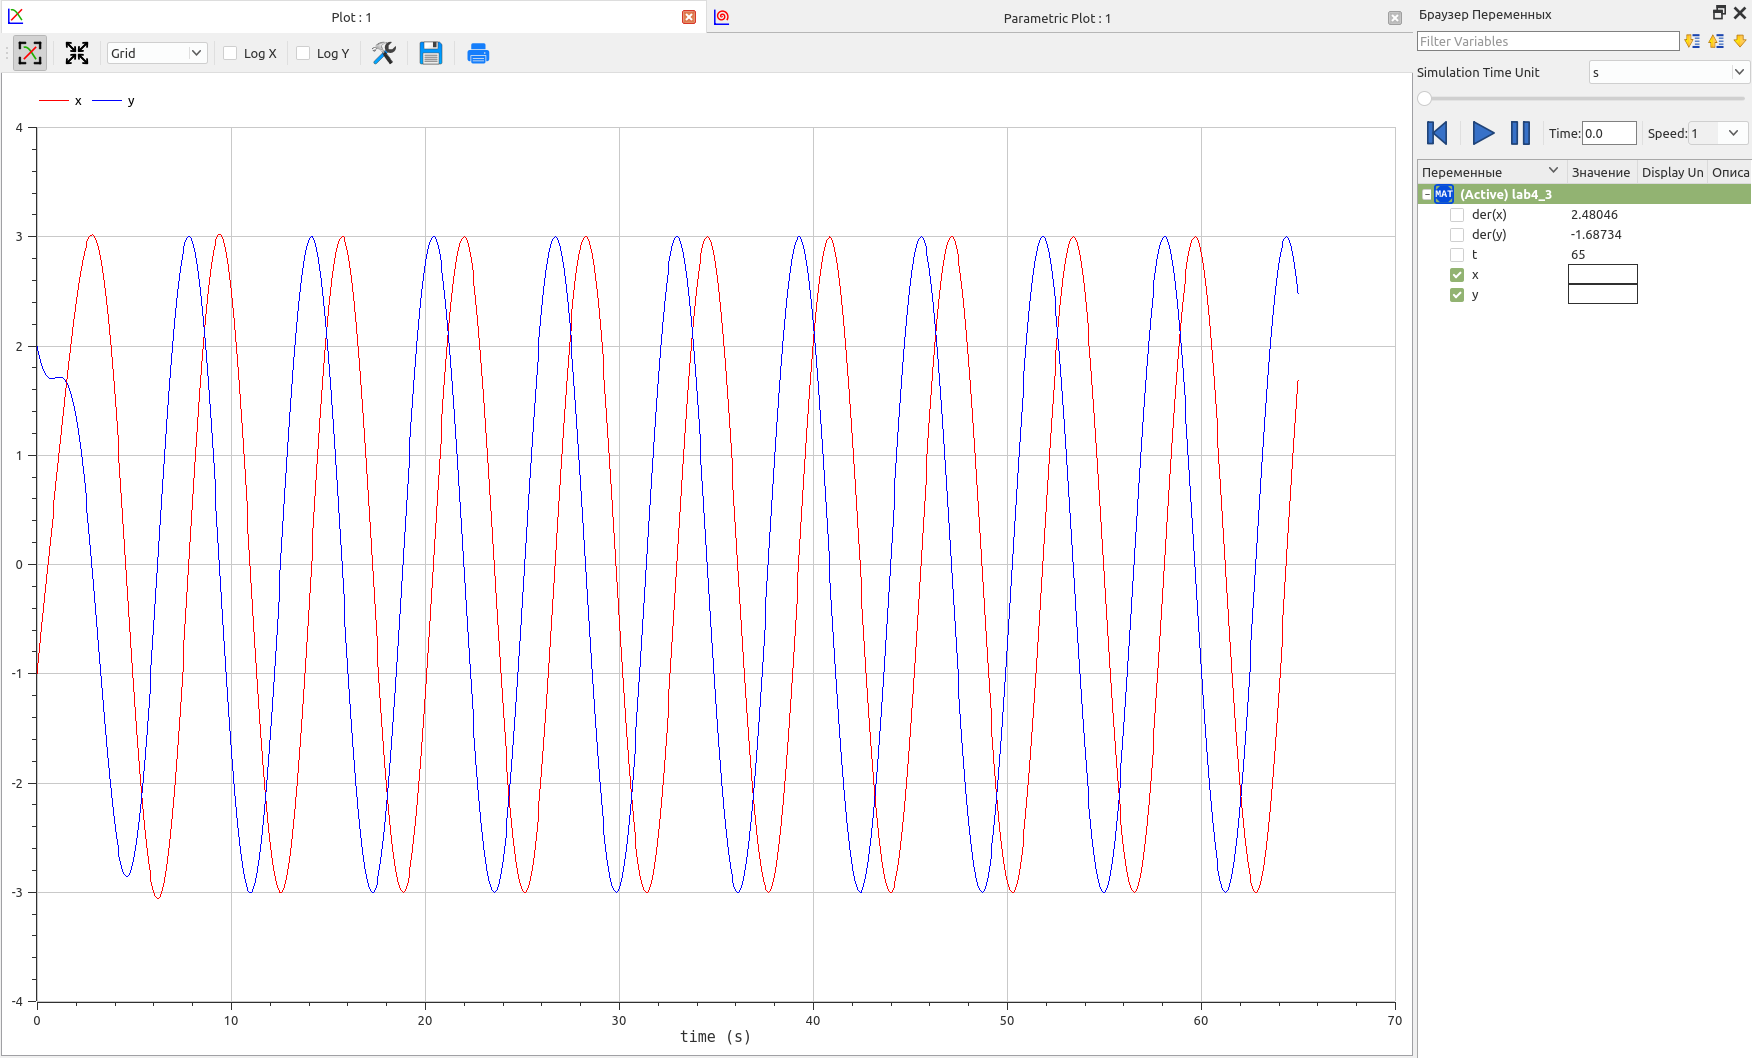 Plot : 1
Parametric Plot : 1
Браузер Переменных
Grid
Log X
Log Y
Filter Variables
Simulation Time Unit
s
Time:
0.0
Speed:
1
Переменные
Значение
Display Un
Описа
MAT
(Active) lab4_3
der(x)
2.48046
der(y)
-1.68734
t
65
x
y
x
y
4
3
2
1
0
-1
-2
-3
-4
0
10
20
30
40
50
60
70
time (s)